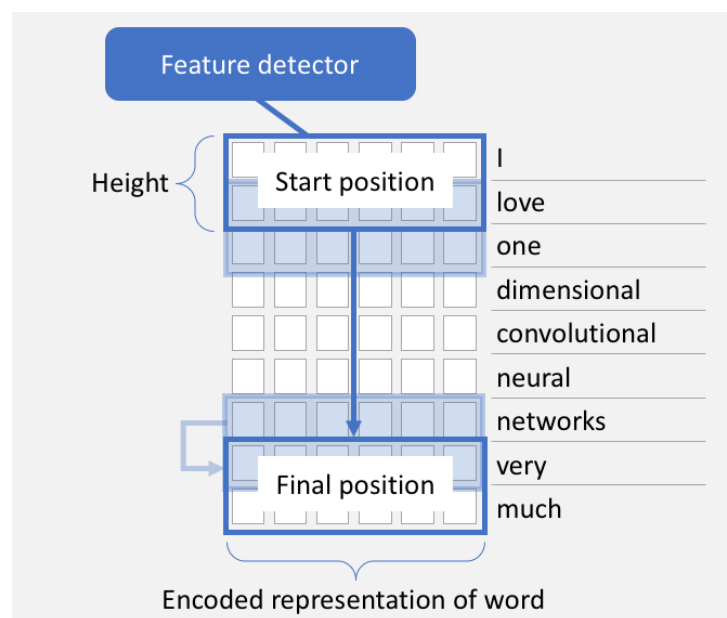 Feature detector
Height
Start position
I
love
one
dimensional
convolutional
neural
networks
very
Final position
much
Encoded representation of word